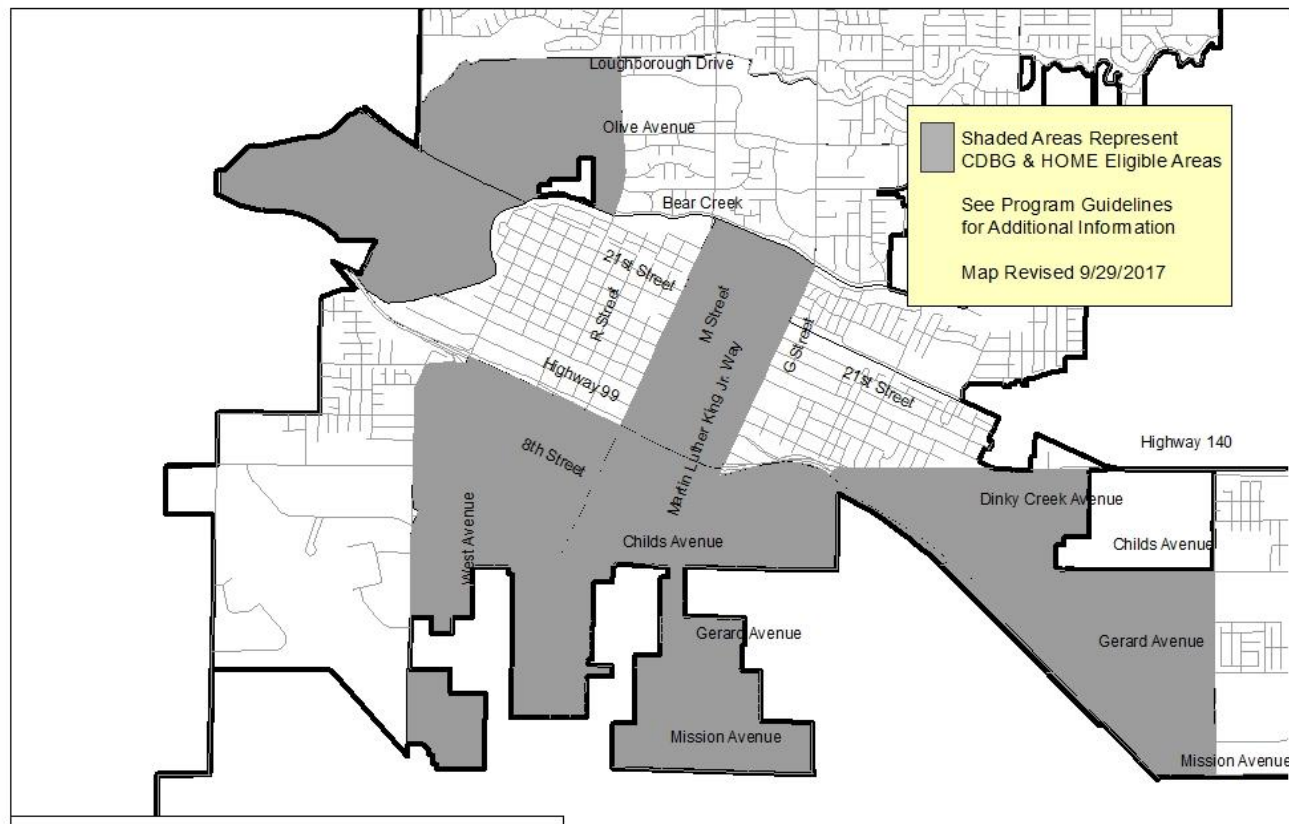 Loughborough Drive
Olive Avenue
Shaded Areas Represent
CDBG & HOME Eligible Areas
See Program Guidelines
for Additional Information
Map Revised 9/29/2017
Bear Creek
21st Street
R Street
M Street
G Street
21st Street
Highway 99
Martin Luther King Jr. Way
8th Street
Highway 140
Dinky Creek Avenue
West Avenue
Childs Avenue
Childs Avenue
Gerard Avenue
Gerard Avenue
Mission Avenue
Mission Avenue